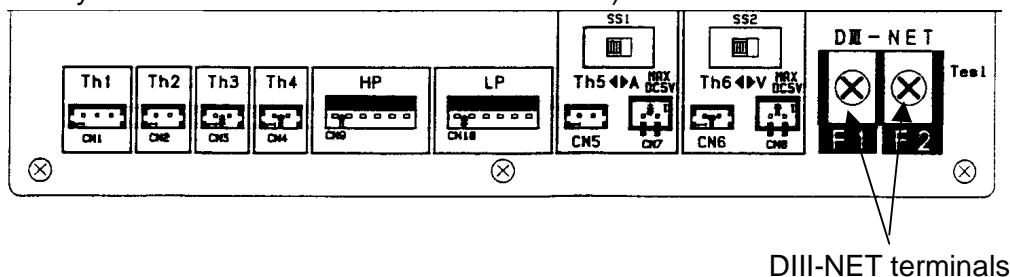 SS1 SS2
DIII-NET
Th1 Th2 Th3 Th4 HP LP Th5◀▶A MAX DC5V Th6◀▶V MAX DC5V
CN1 CN2 CN3 CN4 CN9 CN10 CN5 CN7 CN6 CN8
F1 F2
DIII-NET terminals